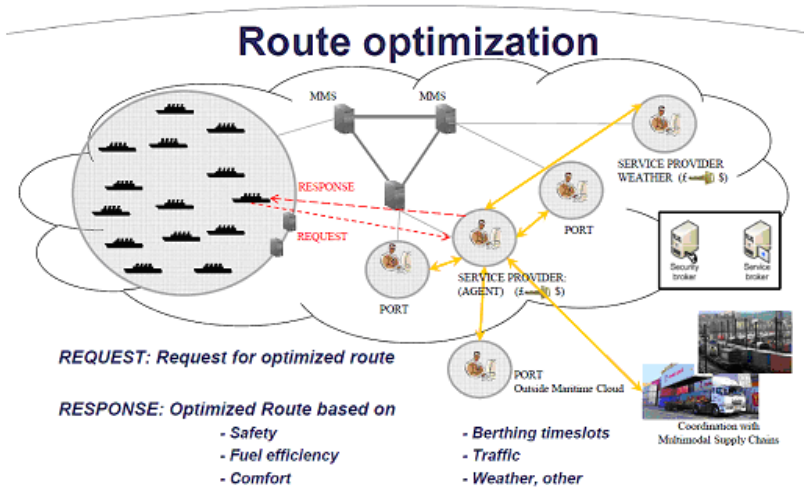 Route optimization
MMS
MMS
SERVICE PROVIDER
WEATHER (£ $)
RESPONSE
REQUEST
PORT
SERVICE PROVIDER:
(AGENT) (£ $)
PORT
Security
broker
Service
broker
REQUEST: Request for optimized route
PORT
Outside Maritime Cloud
RESPONSE: Optimized Route based on
- Safety
- Fuel efficiency
- Comfort
- Berthing timeslots
- Traffic
- Weather, other
Coordination with
Multimodal Supply Chains